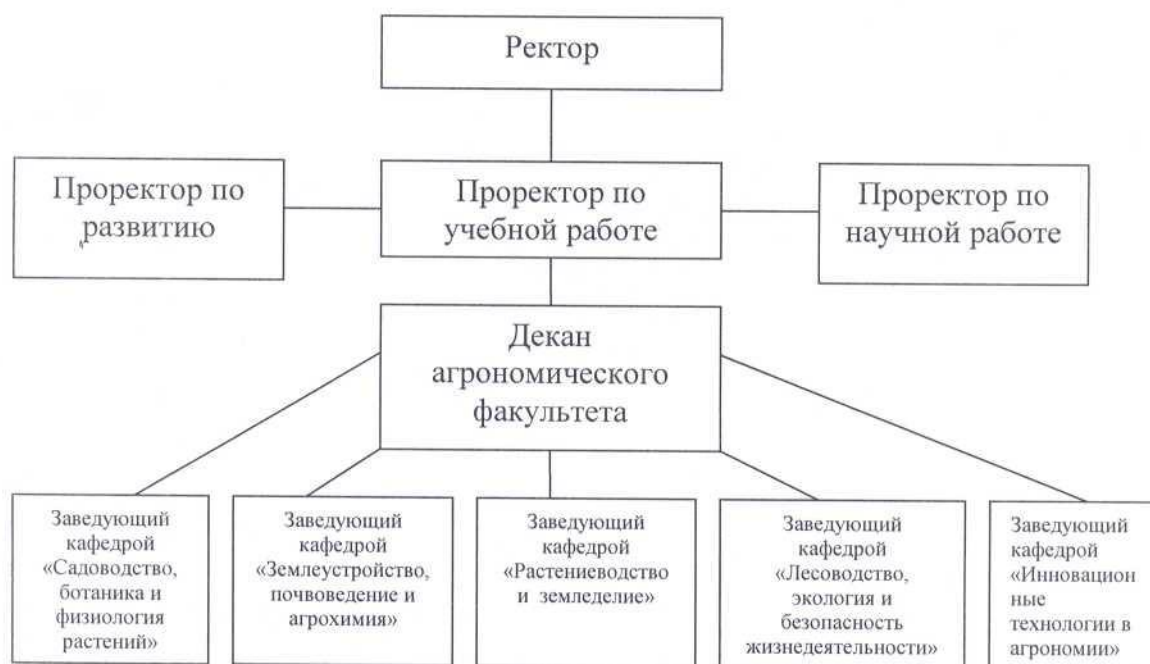 Ректор
Проректор по
развитию
Проректор по
учебной работе
Проректор по
научной работе
Декан
агрономического
факультета
Заведующий
кафедрой
«Садоводство,
ботаника и
физиология
растений»
Заведующий
кафедрой
«Землеустройство,
почвоведение и
агрохимия»
Заведующий
кафедрой
«Растениеводство
и земледелие»
Заведующий
кафедрой
«Лесоводство,
экология и
безопасность
жизнедеятельности»
Заведующий
кафедрой
«Инновацион
ные
технологии в
агрономии»